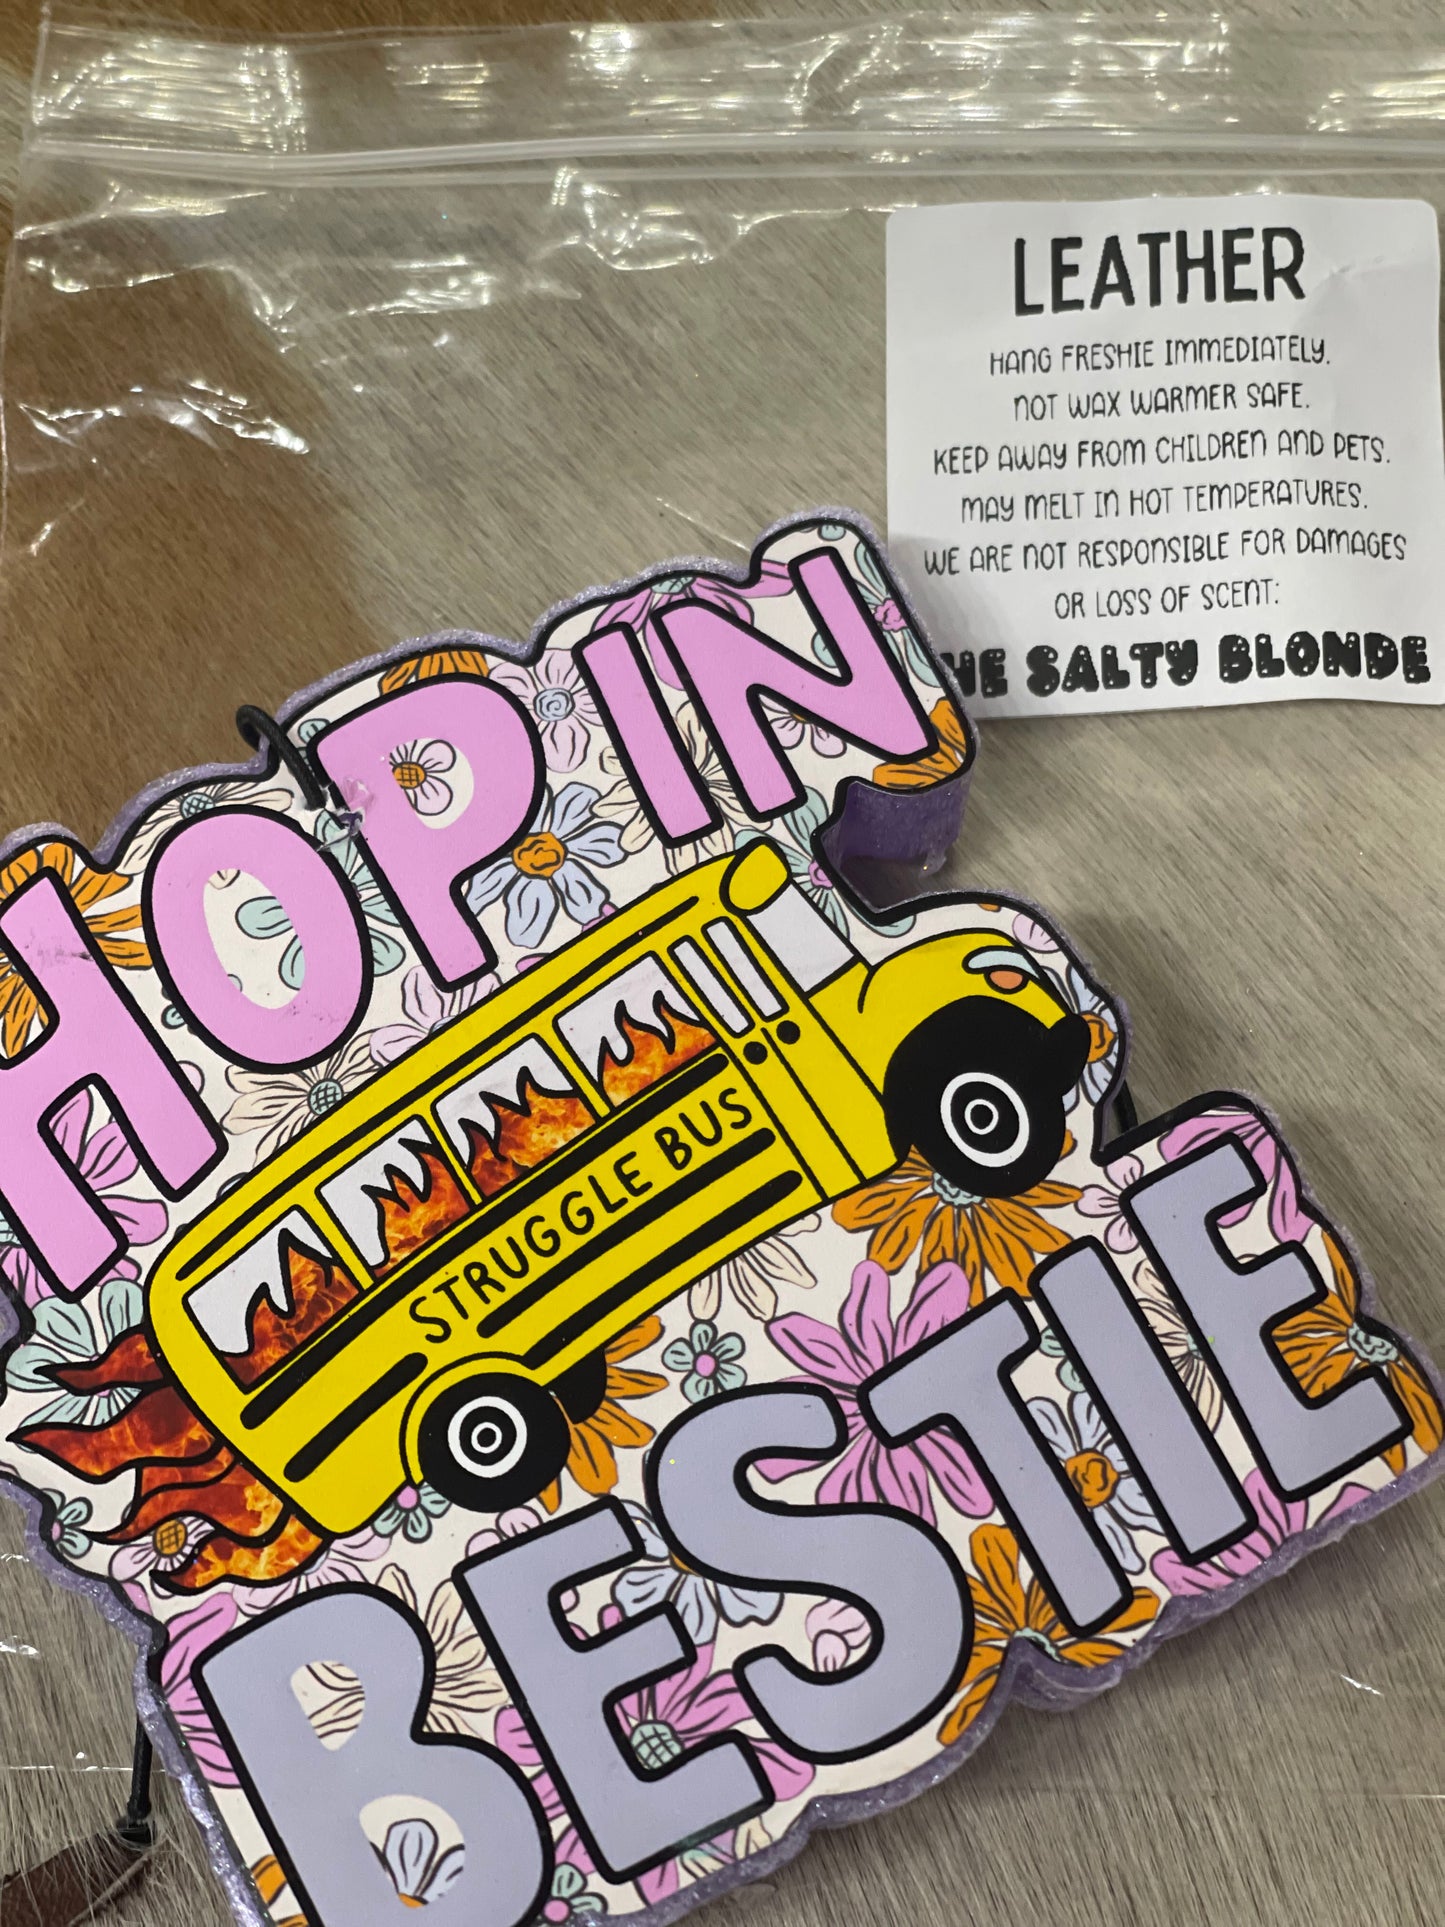 LEATHER
HANG FRESHIE IMMEDIATELY.
NOT WAX WARMER SAFE.
KEEP AWAY FROM CHILDREN AND PETS.
MAY MELT IN HOT TEMPERATURES.
WE ARE NOT RESPONSIBLE FOR DAMAGES
OR LOSS OF SCENT:
HE SALTY BLONDE
HOP IN
STRUGGLE BUS
BESTIE